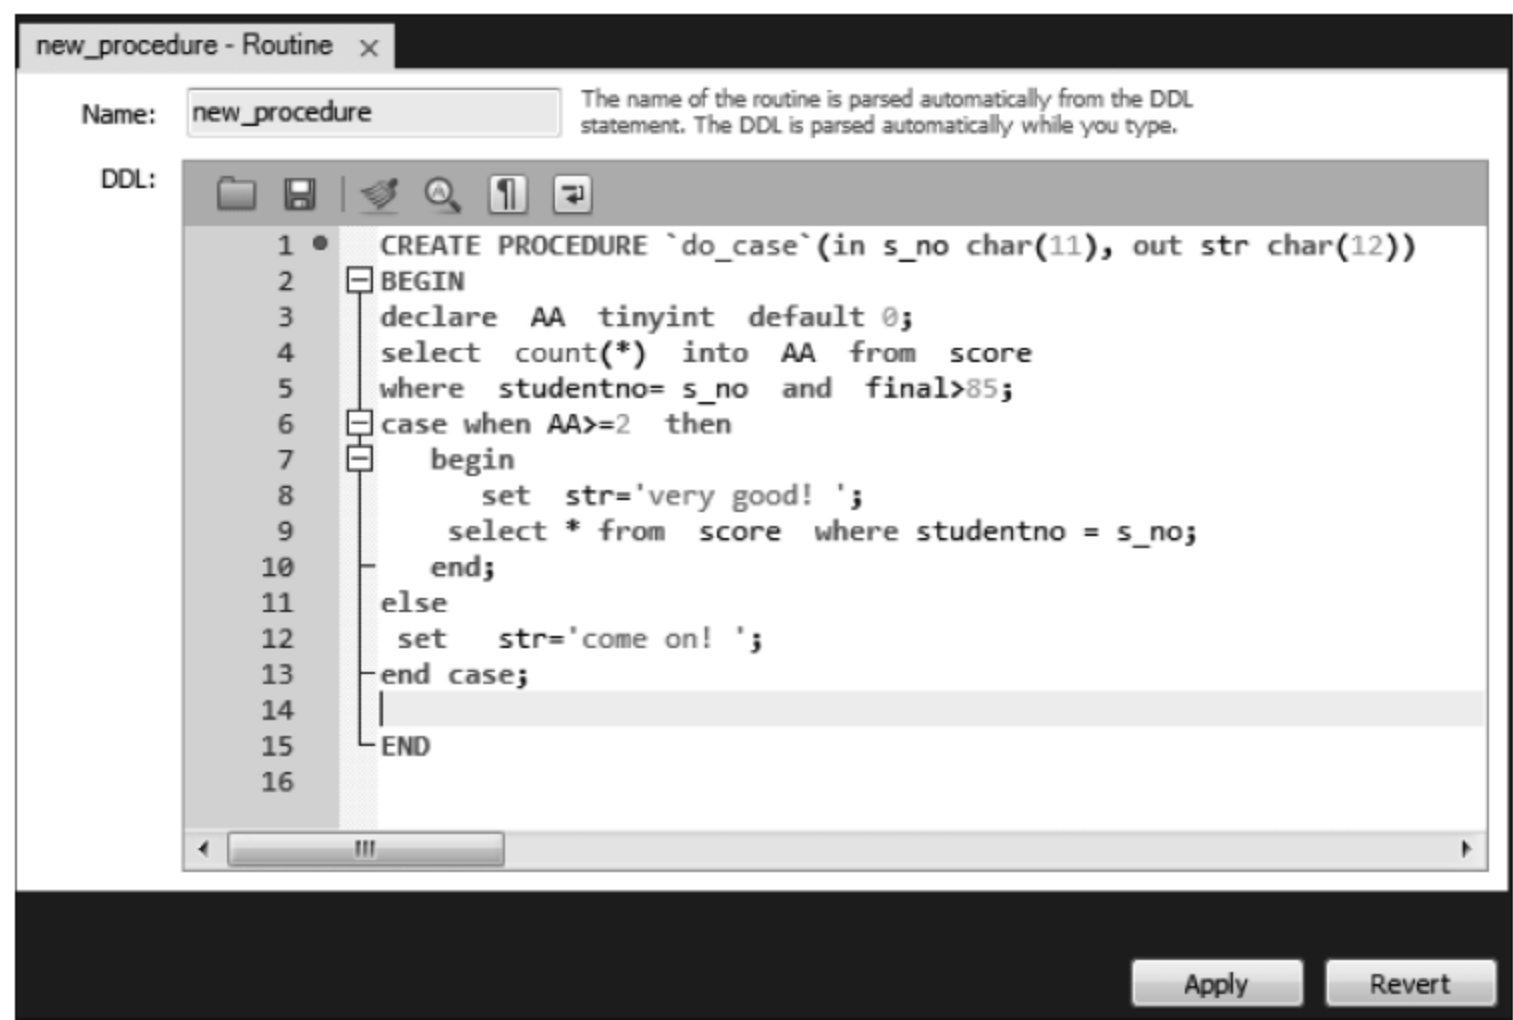 new_procedure - Routine ×
Name: new_procedure
The name of the routine is parsed automatically from the DDL
statement. The DDL is parsed automatically while you type.
DDL:
1 CREATE PROCEDURE `do_case`(in s_no char(11), out str char(12))
2 BEGIN
3 declare AA tinyint default 0;
4 select count(*) into AA from score
5 where studentno= s_no and final>85;
6 case when AA>=2 then
7 begin
8 set str='very good! ';
9 select * from score where studentno = s_no;
10 end;
11 else
12 set str='come on! ';
13 end case;
14
15 END
16
Apply Revert